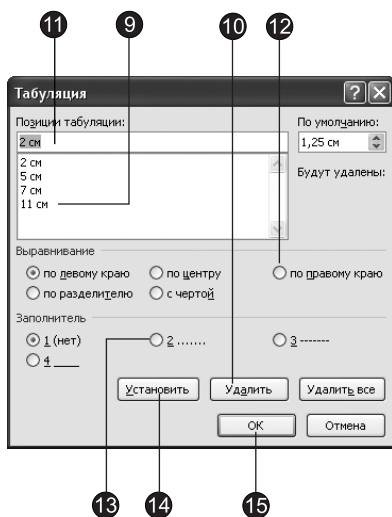 11 9 10 12
Табуляция
Позиции табуляции: По умолчанию:
2 см 1,25 см
2 см
5 см
7 см
11 см
Будут удалены:
Выравнивание
по левому краю по центру по правому краю
по разделителю с чертой
Заполнитель
1 (нет) 2 ....... 3 -------
4 ___
Установить Удалить Удалить все
ОК Отмена
13 14 15